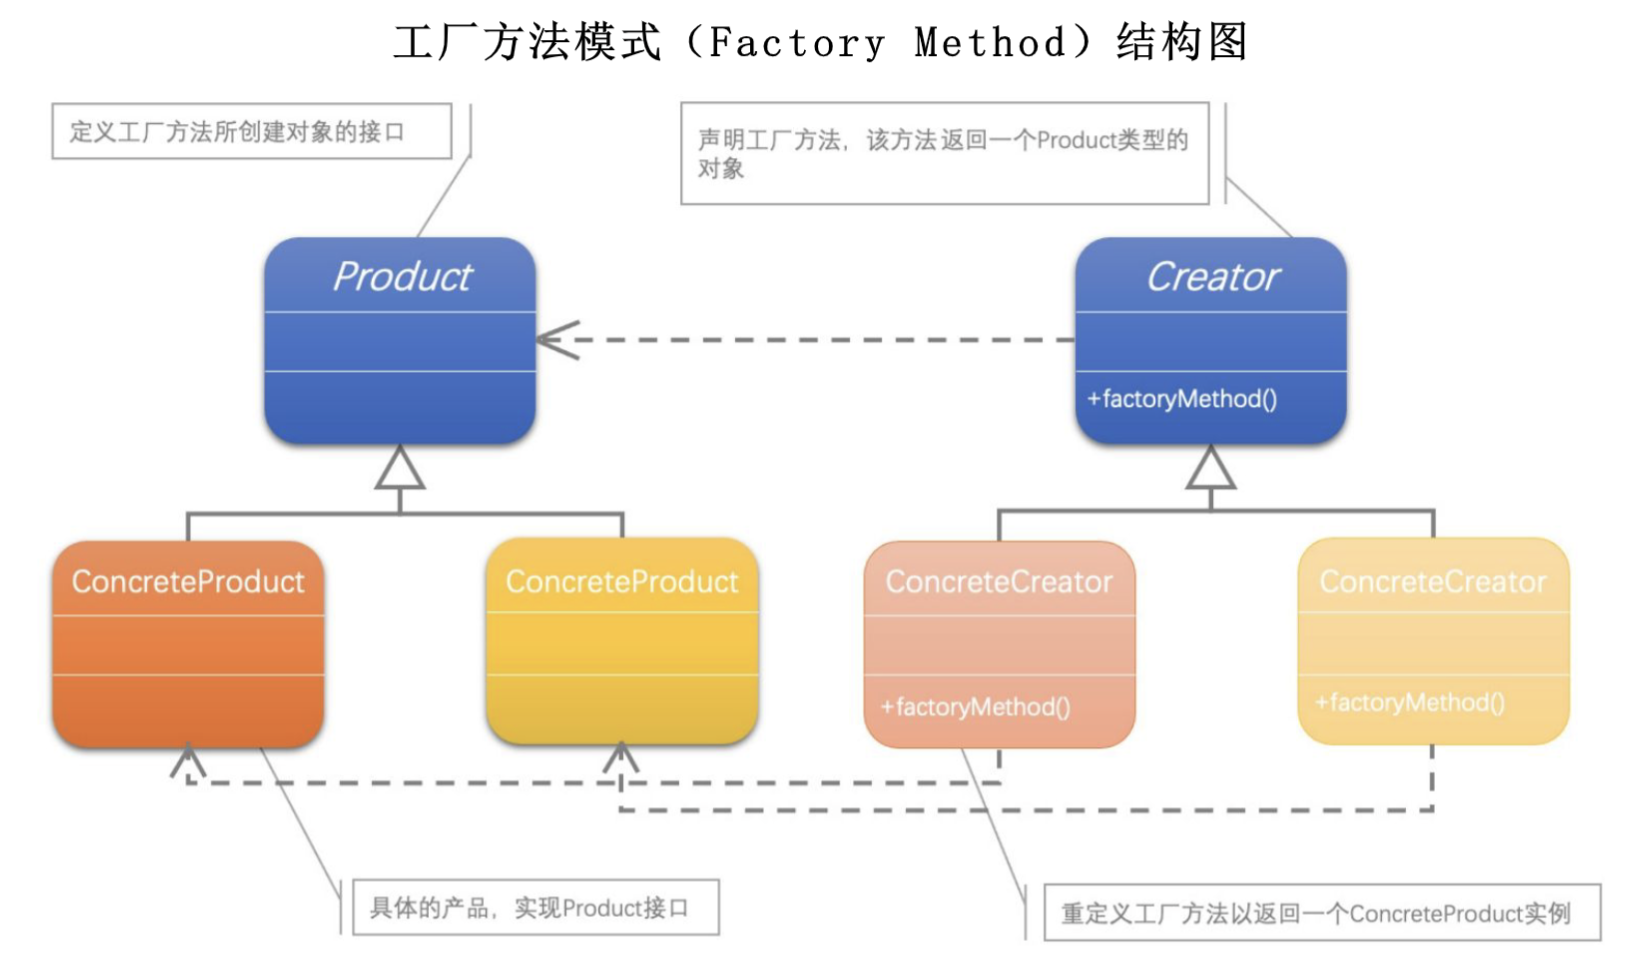 工厂方法模式（Factory Method）结构图
定义工厂方法所创建对象的接口
声明工厂方法，该方法返回一个Product类型的
对象
Product
Creator
+factoryMethod()
ConcreteProduct
ConcreteProduct
ConcreteCreator
ConcreteCreator
+factoryMethod()
+factoryMethod()
具体的产品，实现Product接口
重定义工厂方法以返回一个ConcreteProduct实例